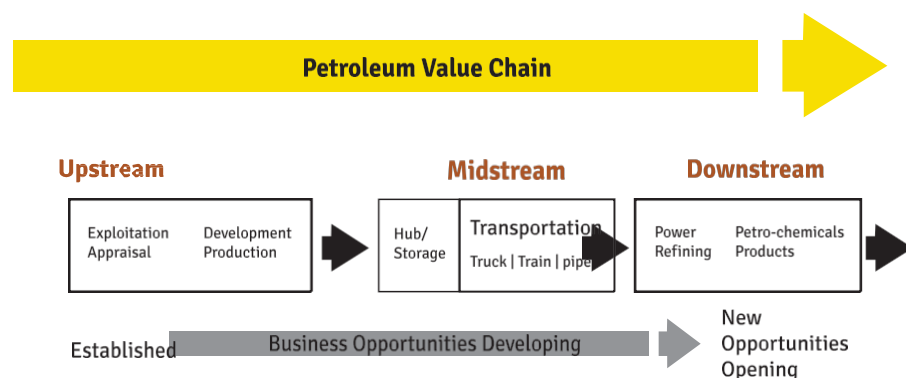 Petroleum Value Chain
Upstream
Midstream
Downstream
Exploitation
Appraisal
Development
Production
Hub/
Storage
Transportation
Truck | Train | pipe
Power
Refining
Petro-chemicals
Products
Established
Business Opportunities Developing
New
Opportunities
Opening